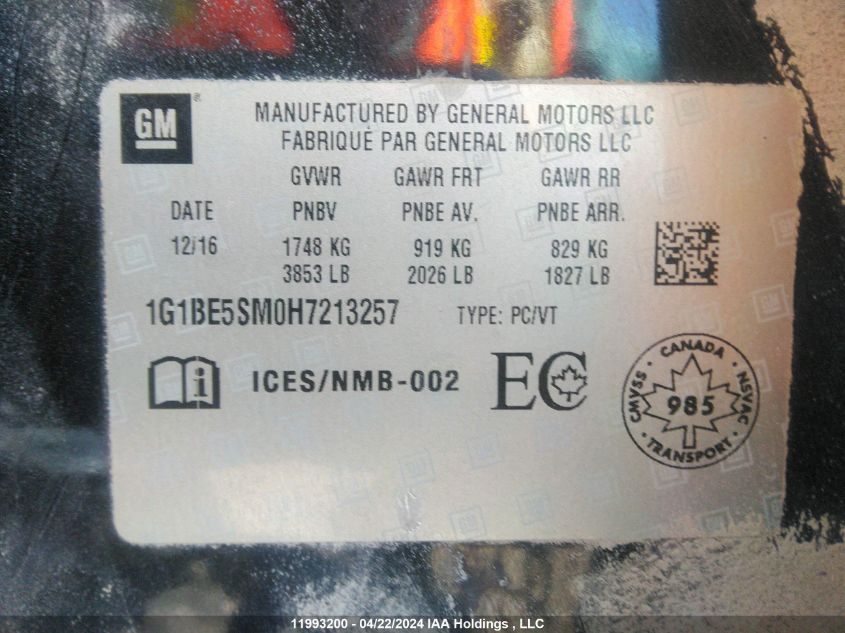 GM ®
MANUFACTURED BY GENERAL MOTORS LLC
FABRIQUÉ PAR GENERAL MOTORS LLC
GVWR GAWR FRT GAWR RR
DATE PNBV PNBE AV. PNBE ARR.
12/16 1748 KG 919 KG 829 KG
3853 LB 2026 LB 1827 LB
1G1BE5SM0H7213257 TYPE: PC/VT
i ICES/NMB-002 EC
CANADA
CMVSS 985 NSVAC
TRANSPORT
11993200 - 04/22/2024 IAA Holdings , LLC